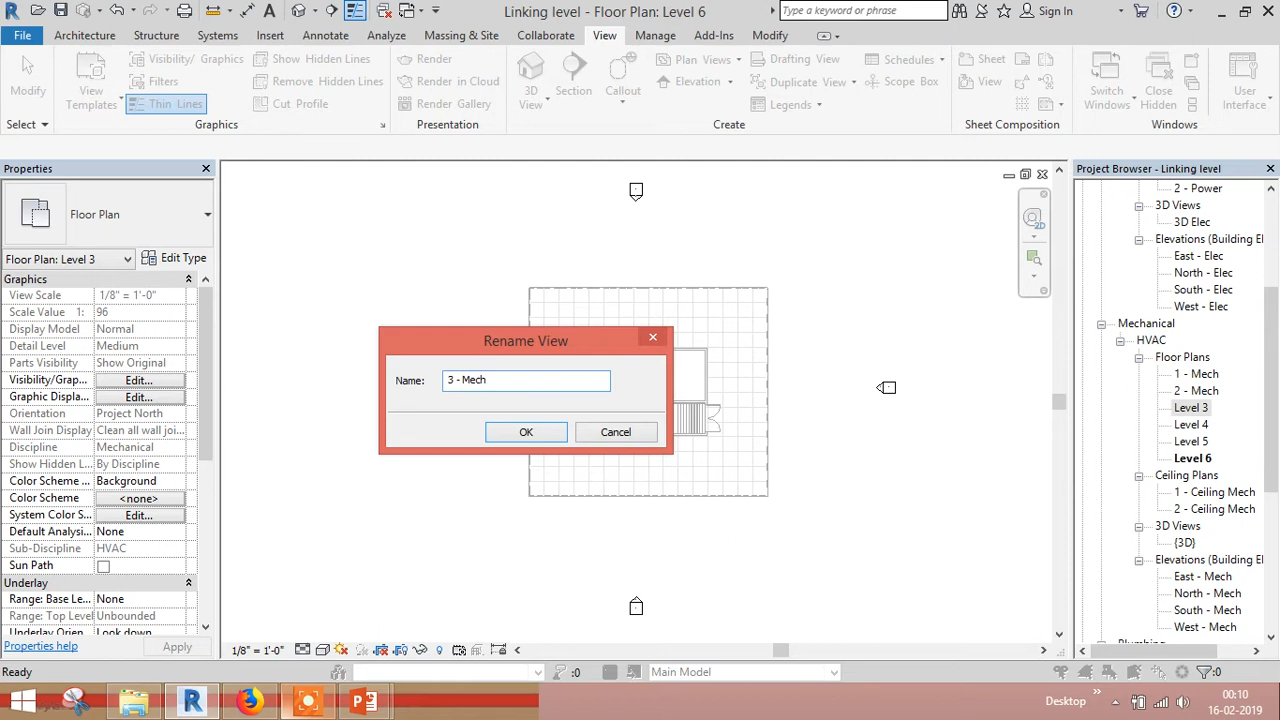 Linking level - Floor Plan: Level 6
Type a keyword or phrase
Sign In
File
Architecture
Structure
Systems
Insert
Annotate
Analyze
Massing & Site
Collaborate
View
Manage
Add-Ins
Modify
Modify
Select
View
Templates
Visibility/ Graphics
Filters
Thin Lines
Show Hidden Lines
Remove Hidden Lines
Cut Profile
Graphics
Render
Render in Cloud
Render Gallery
Presentation
3D
View
Section
Callout
Plan Views
Elevation
Drafting View
Duplicate View
Legends
Schedules
Scope Box
Create
Sheet
View
Sheet Composition
Switch
Windows
Close
Hidden
Windows
User
Interface
Properties
Floor Plan
Floor Plan: Level 3
Edit Type
Graphics
View Scale 1/8" = 1'-0"
Scale Value 1: 96
Display Model Normal
Detail Level Medium
Parts Visibility Show Original
Visibility/Grap... Edit...
Graphic Displa... Edit...
Orientation Project North
Wall Join Display Clean all wall joi...
Discipline Mechanical
Show Hidden L... By Discipline
Color Scheme ... Background
Color Scheme <none>
System Color S... Edit...
Default Analysi... None
Sub-Discipline HVAC
Sun Path
Underlay
Range: Base Le... None
Range: Top Level Unbounded
Underlay Orien... Look down
Properties help
Apply
2D
Rename View
Name: 3 - Mech
OK Cancel
Project Browser - Linking level
2 - Power
3D Views
3D Elec
Elevations (Building El
East - Elec
North - Elec
South - Elec
West - Elec
Mechanical
HVAC
Floor Plans
1 - Mech
2 - Mech
Level 3
Level 4
Level 5
Level 6
Ceiling Plans
1 - Ceiling Mech
2 - Ceiling Mech
3D Views
{3D}
Elevations (Building El
East - Mech
North - Mech
South - Mech
West - Mech
1/8" = 1'-0"
Ready
:0
Main Model
:0
Desktop
00:10
16-02-2019